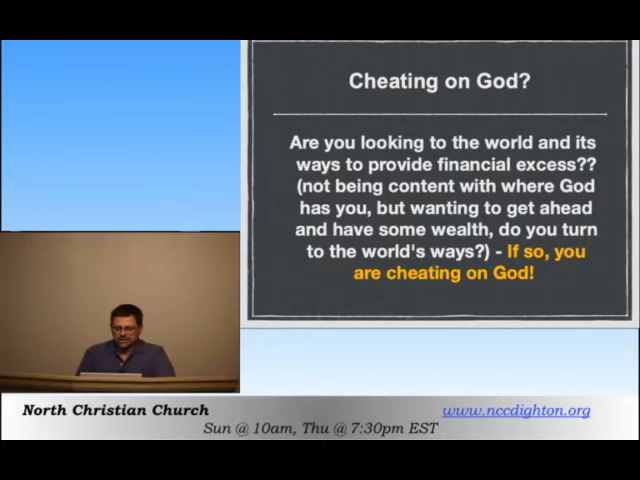 Cheating on God?
Are you looking to the world and its
ways to provide financial excess??
(not being content with where God
has you, but wanting to get ahead
and have some wealth, do you turn
to the world's ways?) - If so, you
are cheating on God!
North Christian Church
www.nccdighton.org
Sun @ 10am, Thu @ 7:30pm EST